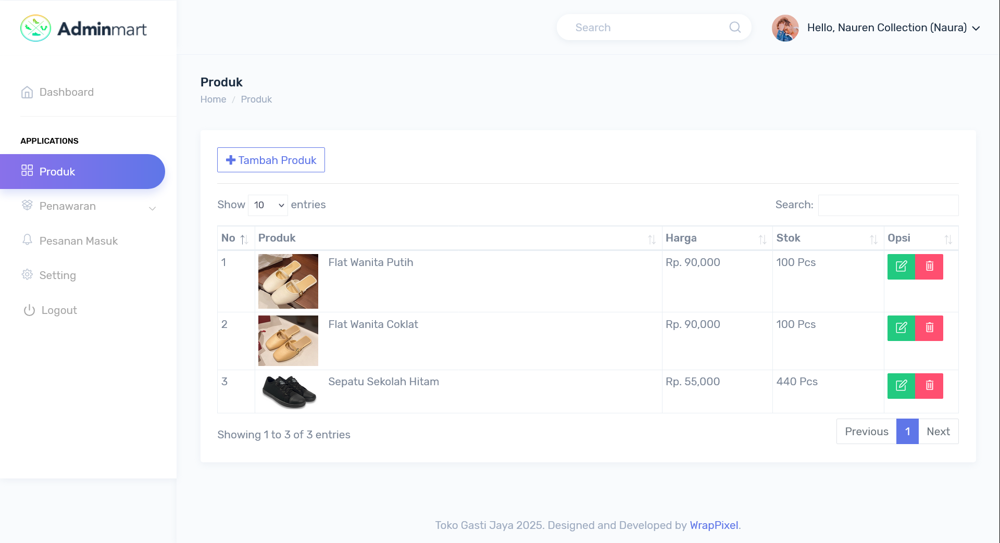 Adminmart
Search
Hello, Nauren Collection (Naura)
Dashboard
APPLICATIONS
Produk
Penawaran
Pesanan Masuk
Setting
Logout
Produk
Home / Produk
Tambah Produk
Show 10 entries
Search:
No Produk Harga Stok Opsi
1 Flat Wanita Putih Rp. 90,000 100 Pcs
2 Flat Wanita Coklat Rp. 90,000 100 Pcs
3 Sepatu Sekolah Hitam Rp. 55,000 440 Pcs
Showing 1 to 3 of 3 entries
Previous 1 Next
Toko Gasti Jaya 2025. Designed and Developed by WrapPixel.